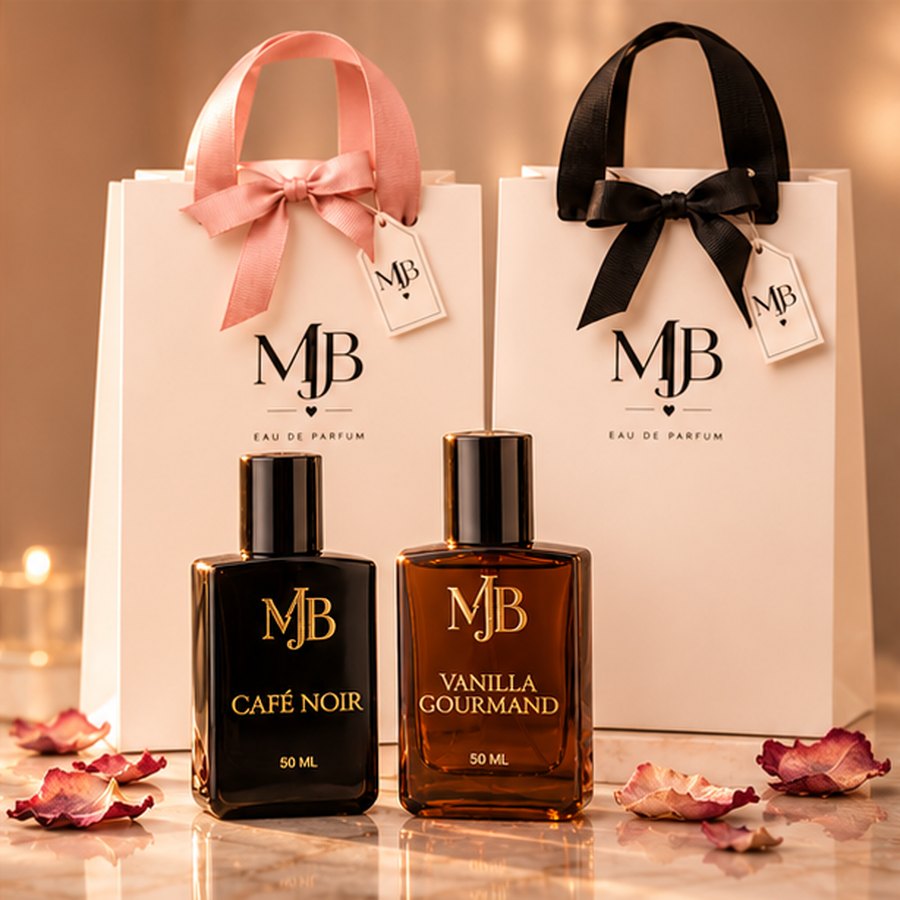 MJB
MJB
MJB
EAU DE PARFUM
MJB
EAU DE PARFUM
MJB
CAFÉ NOIR
50 ML
MJB
VANILLA
GOURMAND
50 ML